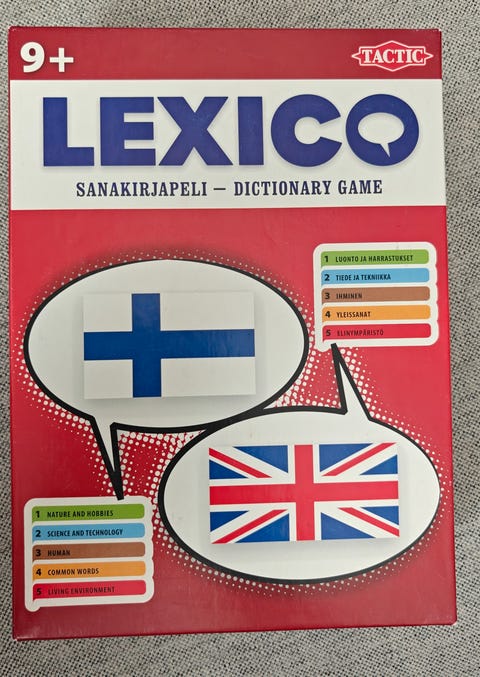 9+
TACTIC
LEXICO
SANAKIRJAPELI – DICTIONARY GAME
1 LUONTO JA HARRASTUKSET
2 TIEDE JA TEKNIIKKA
3 IHMINEN
4 YLEISSANAT
5 ELINYMPÄRISTÖ
1 NATURE AND HOBBIES
2 SCIENCE AND TECHNOLOGY
3 HUMAN
4 COMMON WORDS
5 LIVING ENVIRONMENT